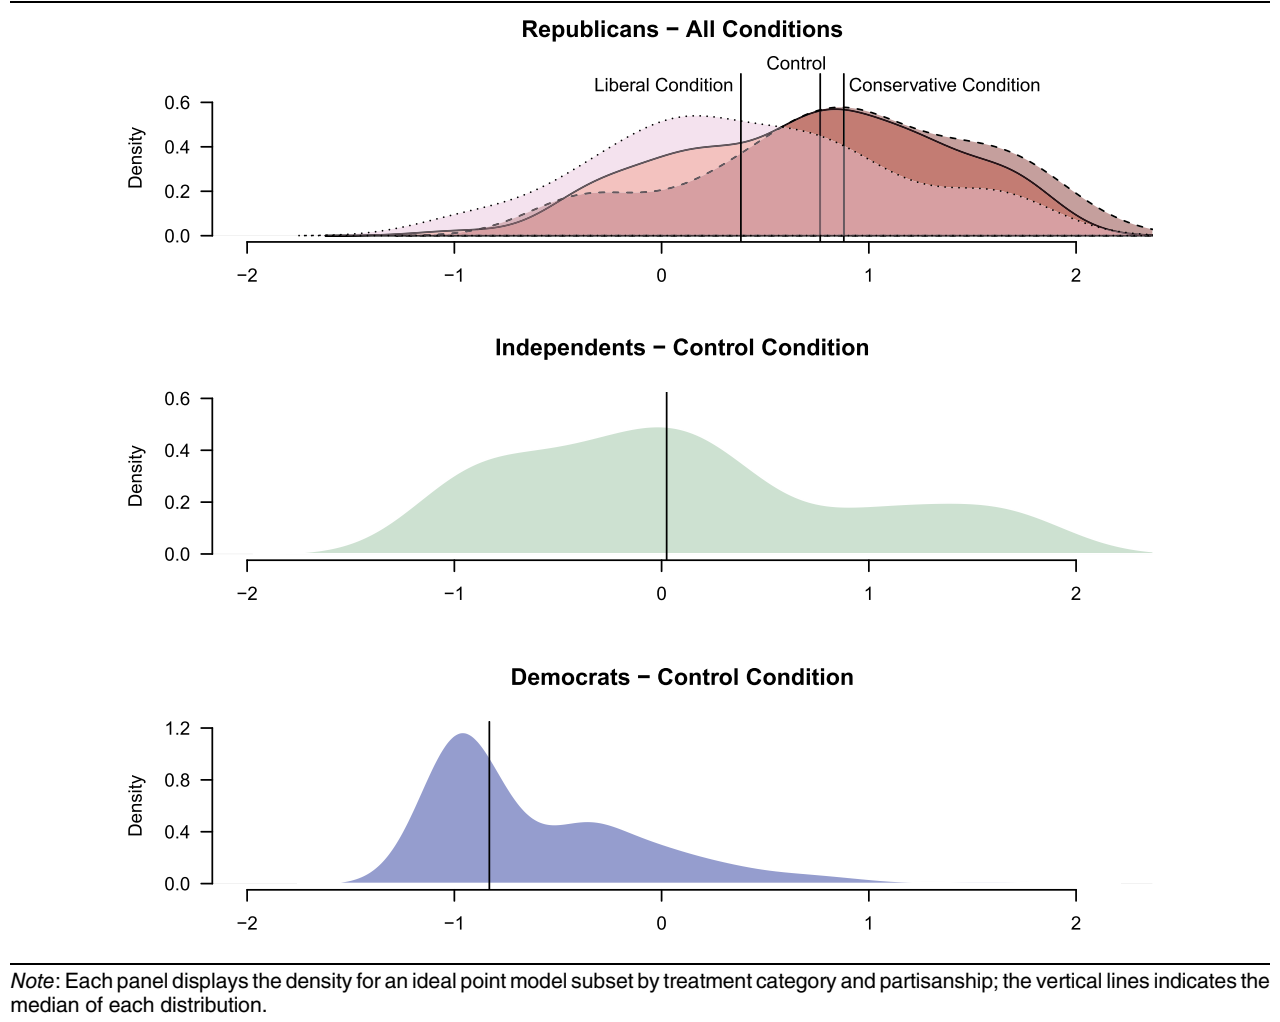 Republicans − All Conditions
Control
Liberal Condition
Conservative Condition
Density
0.6
0.4
0.2
0.0
−2
−1
0
1
2
Independents − Control Condition
Density
0.6
0.4
0.2
0.0
−2
−1
0
1
2
Democrats − Control Condition
Density
1.2
0.8
0.4
0.0
−2
−1
0
1
2
Note: Each panel displays the density for an ideal point model subset by treatment category and partisanship; the vertical lines indicates the
median of each distribution.